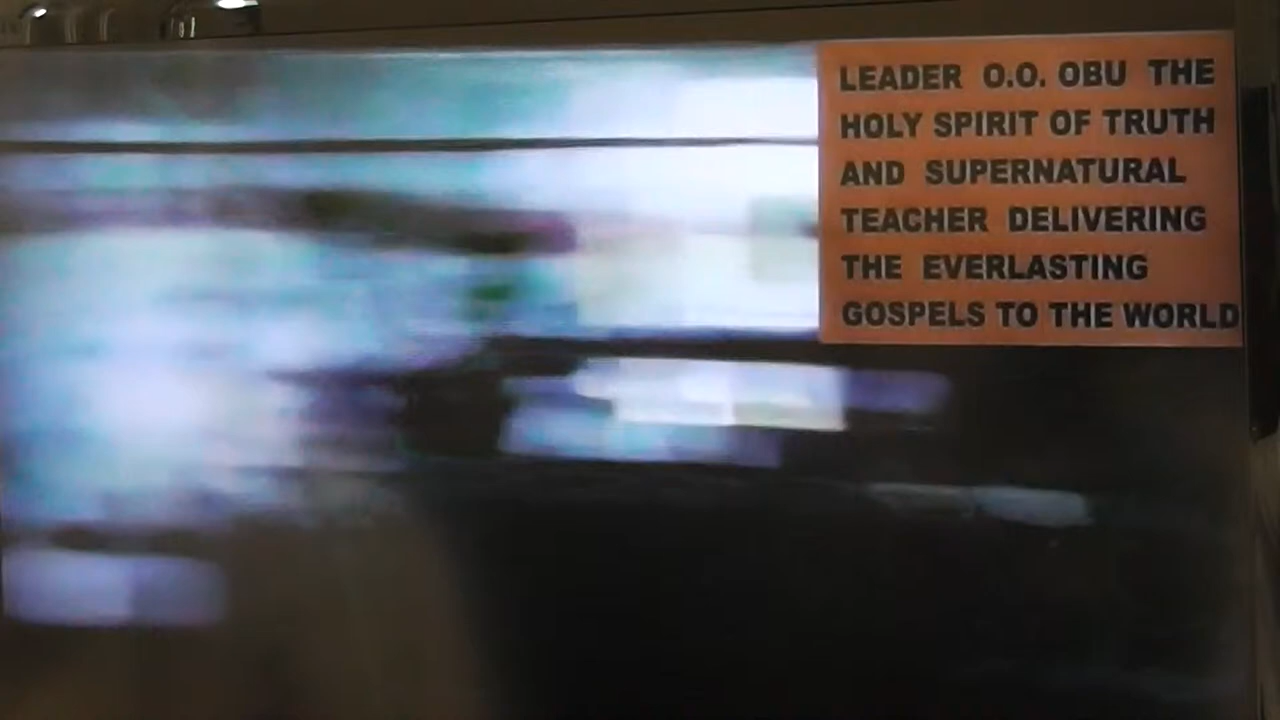 LEADER O.O. OBU THE
HOLY SPIRIT OF TRUTH
AND SUPERNATURAL
TEACHER DELIVERING
THE EVERLASTING
GOSPELS TO THE WORLD